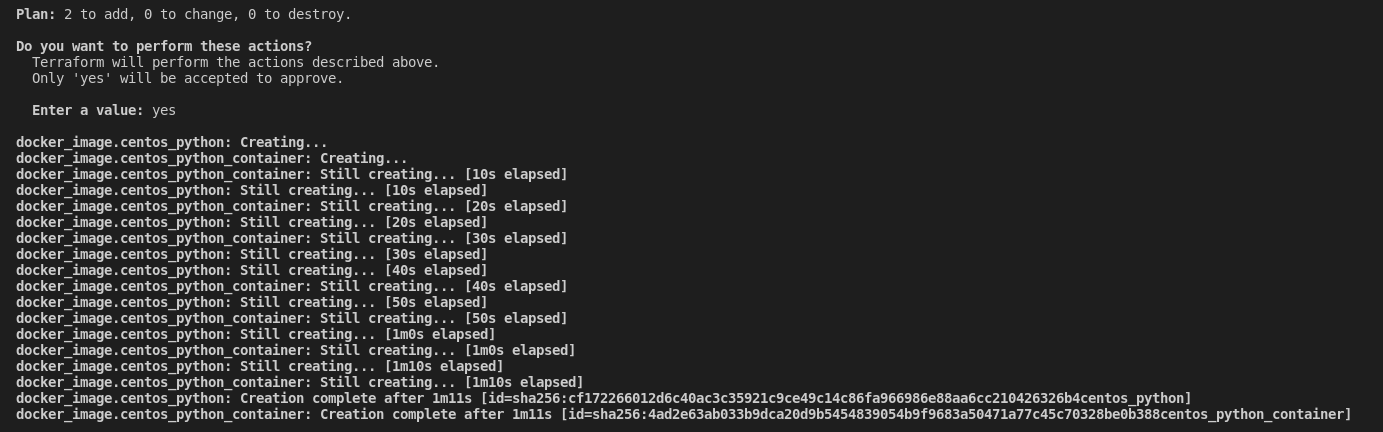 Plan: 2 to add, 0 to change, 0 to destroy.
Do you want to perform these actions?
Terraform will perform the actions described above.
Only 'yes' will be accepted to approve.
Enter a value: yes
docker_image.centos_python: Creating...
docker_image.centos_python_container: Creating...
docker_image.centos_python_container: Still creating... [10s elapsed]
docker_image.centos_python: Still creating... [10s elapsed]
docker_image.centos_python_container: Still creating... [20s elapsed]
docker_image.centos_python: Still creating... [20s elapsed]
docker_image.centos_python_container: Still creating... [30s elapsed]
docker_image.centos_python: Still creating... [30s elapsed]
docker_image.centos_python: Still creating... [40s elapsed]
docker_image.centos_python_container: Still creating... [40s elapsed]
docker_image.centos_python: Still creating... [50s elapsed]
docker_image.centos_python_container: Still creating... [50s elapsed]
docker_image.centos_python: Still creating... [1m0s elapsed]
docker_image.centos_python_container: Still creating... [1m0s elapsed]
docker_image.centos_python: Still creating... [1m10s elapsed]
docker_image.centos_python_container: Still creating... [1m10s elapsed]
docker_image.centos_python: Creation complete after 1m11s [id=sha256:cf172266012d6c40ac3c35921c9ce49c14c86fa966986e88aa6cc210426326b4centos_python]
docker_image.centos_python_container: Creation complete after 1m11s [id=sha256:4ad2e63ab033b9dca20d9b5454839054b9f9683a50471a77c45c70328be0b388centos_python_container]